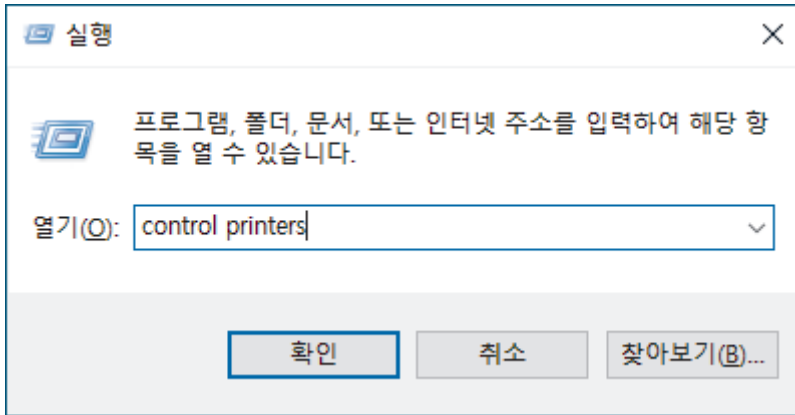 실행
프로그램, 폴더, 문서, 또는 인터넷 주소를 입력하여 해당 항
목을 열 수 있습니다.
열기(O): control printers
확인 취소 찾아보기(B)...